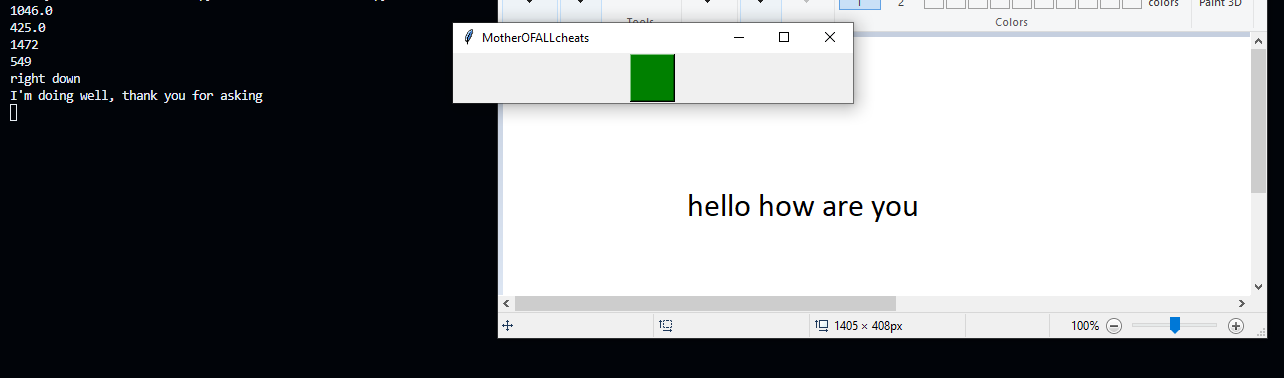 1046.0
425.0
1472
549
right down
I'm doing well, thank you for asking
Tools
1
2
colors
Paint 3D
Colors
MotherOFALLcheats
hello how are you
1405 × 408px
100%